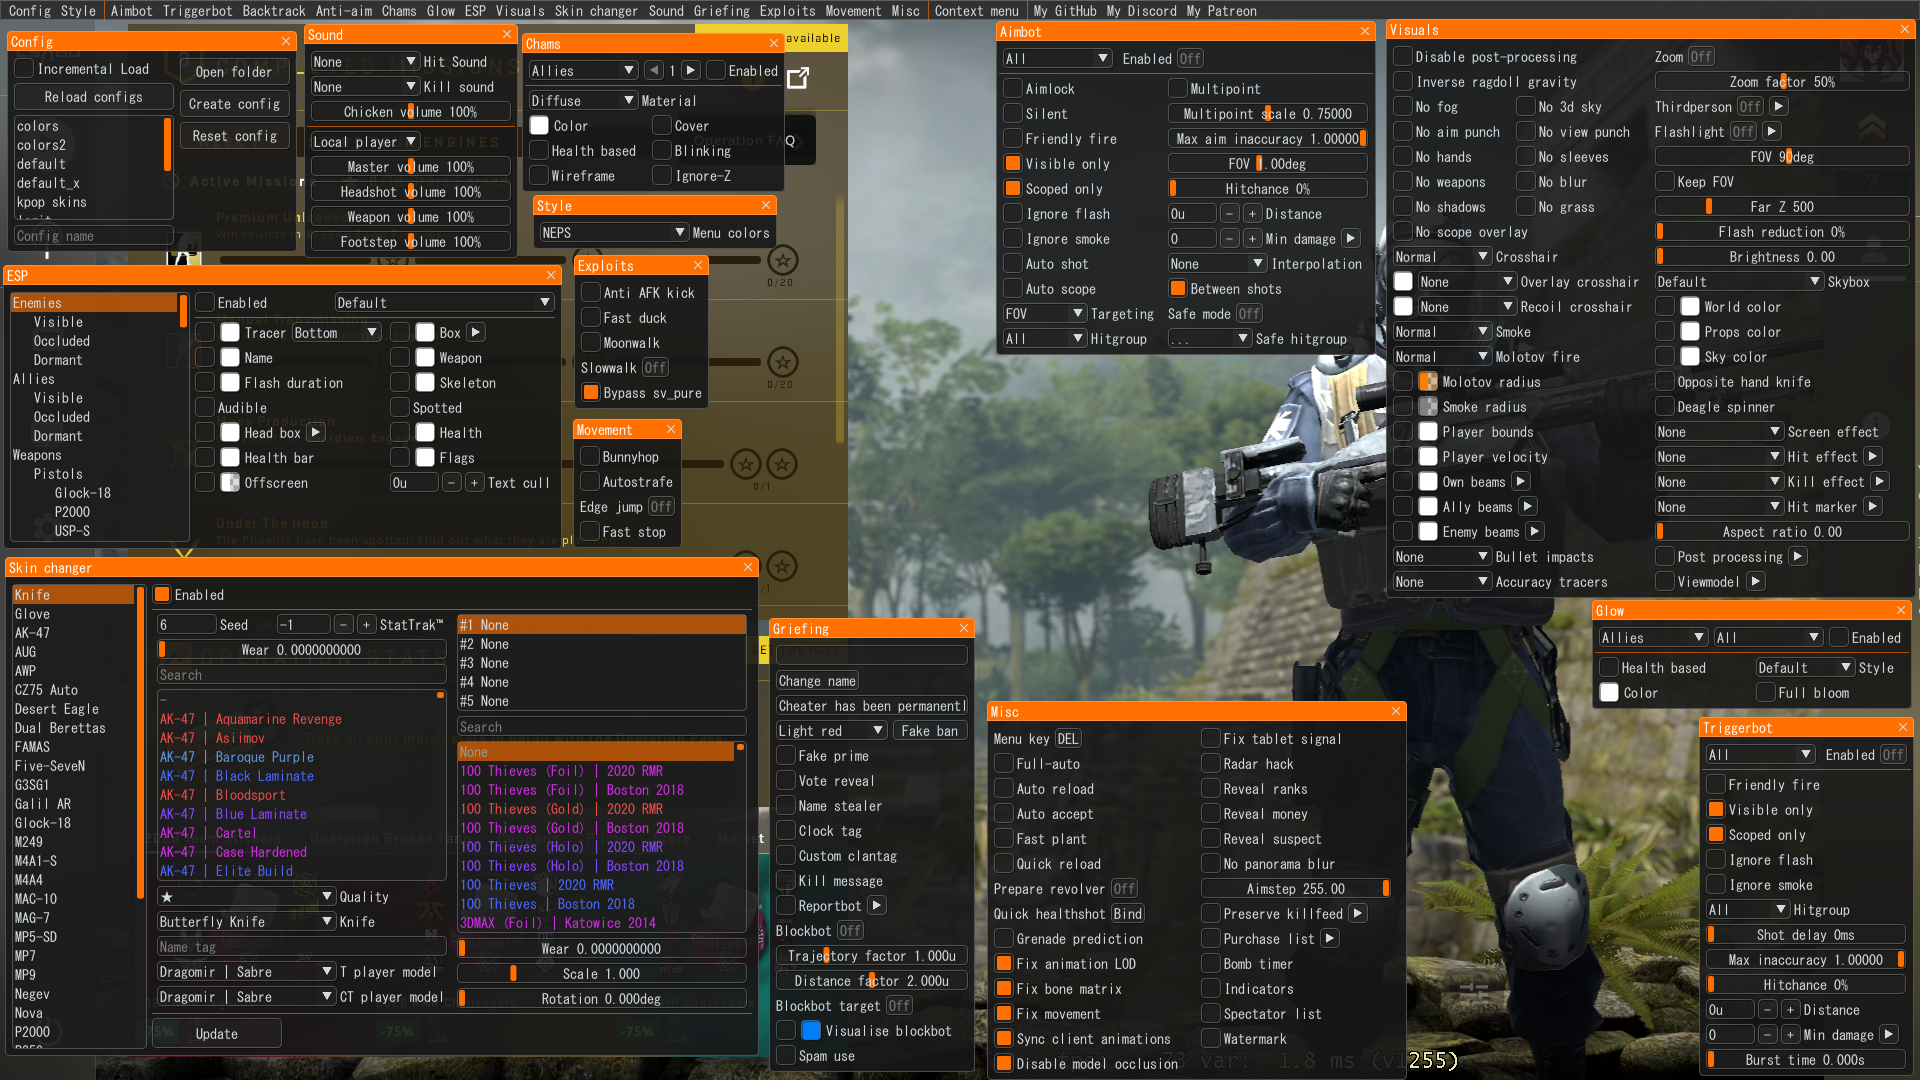 Config Style Aimbot Triggerbot Backtrack Anti-aim Chams Glow ESP Visuals Skin changer Sound Griefing Exploits Movement Misc Context menu My GitHub My Discord My Patreon
Config
Incremental Load
Open folder
Reload configs
Create config
Reset config
colors
colors2
default
default_x
kpop skins
Config name
Sound
None Hit Sound
None Kill sound
Chicken volume 100%
Local player
Master volume 100%
Headshot volume 100%
Weapon volume 100%
Footstep volume 100%
Chams
Allies 1 Enabled
Diffuse Material
Color Cover
Health based Blinking
Wireframe Ignore-Z
available
Style
NEPS Menu colors
ESP
Enemies
Visible
Occluded
Dormant
Allies
Visible
Occluded
Dormant
Weapons
Pistols
Glock-18
P2000
USP-S
Enabled Default
Tracer Bottom Box
Name Weapon
Flash duration Skeleton
Audible Spotted
Head box Health
Health bar Flags
Offscreen 0u - + Text cull
Exploits
Anti AFK kick
Fast duck
Moonwalk
Slowwalk Off
Bypass sv_pure
Movement
Bunnyhop
Autostrafe
Edge jump Off
Fast stop
0/20
0/20
0/1
Aimbot
All Enabled Off
Aimlock Multipoint
Silent Multipoint scale 0.75000
Friendly fire Max aim inaccuracy 1.00000
Visible only FOV 1.00deg
Scoped only Hitchance 0%
Ignore flash 0u - + Distance
Ignore smoke 0 - + Min damage
Auto shot None Interpolation
Auto scope Between shots
FOV Targeting Safe mode Off
All Hitgroup ... Safe hitgroup
Visuals
Disable post-processing Zoom Off
Inverse ragdoll gravity Zoom factor 50%
No fog No 3d sky Thirdperson Off
No aim punch No view punch Flashlight Off
No hands No sleeves FOV 90deg
No weapons No blur Keep FOV
No shadows No grass Far Z 500
No scope overlay Flash reduction 0%
Normal Crosshair Brightness 0.00
None Overlay crosshair Default Skybox
None Recoil crosshair World color
Normal Smoke Props color
Normal Molotov fire Sky color
Molotov radius Opposite hand knife
Smoke radius Deagle spinner
Player bounds None Screen effect
Player velocity None Hit effect
Own beams None Kill effect
Ally beams None Hit marker
Enemy beams Aspect ratio 0.00
None Bullet impacts Post processing
None Accuracy tracers Viewmodel
Skin changer
Knife
Glove
AK-47
AUG
AWP
CZ75 Auto
Desert Eagle
Dual Berettas
FAMAS
Five-SeveN
G3SG1
Galil AR
Glock-18
M249
M4A1-S
M4A4
MAC-10
MAG-7
MP5-SD
MP7
MP9
Negev
Nova
P2000
Enabled
6 Seed -1 - + StatTrak™
Wear 0.0000000000
Search
-
AK-47 | Aquamarine Revenge
AK-47 | Asiimov
AK-47 | Baroque Purple
AK-47 | Black Laminate
AK-47 | Bloodsport
AK-47 | Blue Laminate
AK-47 | Cartel
AK-47 | Case Hardened
AK-47 | Elite Build
★ Quality
Butterfly Knife Knife
Name tag
Dragomir | Sabre T player model
Dragomir | Sabre CT player model
Update
#1 None
#2 None
#3 None
#4 None
#5 None
Search
None
100 Thieves (Foil) | 2020 RMR
100 Thieves (Foil) | Boston 2018
100 Thieves (Gold) | 2020 RMR
100 Thieves (Gold) | Boston 2018
100 Thieves (Holo) | 2020 RMR
100 Thieves (Holo) | Boston 2018
100 Thieves | 2020 RMR
100 Thieves | Boston 2018
3DMAX (Foil) | Katowice 2014
Wear 0.0000000000
Scale 1.000
Rotation 0.000deg
Griefing
Change name
Cheater has been permanentl
Light red Fake ban
Fake prime
Vote reveal
Name stealer
Clock tag
Custom clantag
Kill message
Reportbot
Blockbot Off
Trajectory factor 1.000u
Distance factor 2.000u
Blockbot target Off
Visualise blockbot
Spam use
Misc
Menu key DEL Fix tablet signal
Full-auto Radar hack
Auto reload Reveal ranks
Auto accept Reveal money
Fast plant Reveal suspect
Quick reload No panorama blur
Prepare revolver Off Aimstep 255.00
Quick healthshot Bind Preserve killfeed
Grenade prediction Purchase list
Fix animation LOD Bomb timer
Fix bone matrix Indicators
Fix movement Spectator list
Sync client animations Watermark
Disable model occlusion
var: 1.8 ms (v1255)
Glow
Allies All Enabled
Health based Default Style
Color Full bloom
Triggerbot
All Enabled Off
Friendly fire
Visible only
Scoped only
Ignore flash
Ignore smoke
All Hitgroup
Shot delay 0ms
Max inaccuracy 1.00000
Hitchance 0%
0u - + Distance
0 - + Min damage
Burst time 0.000s